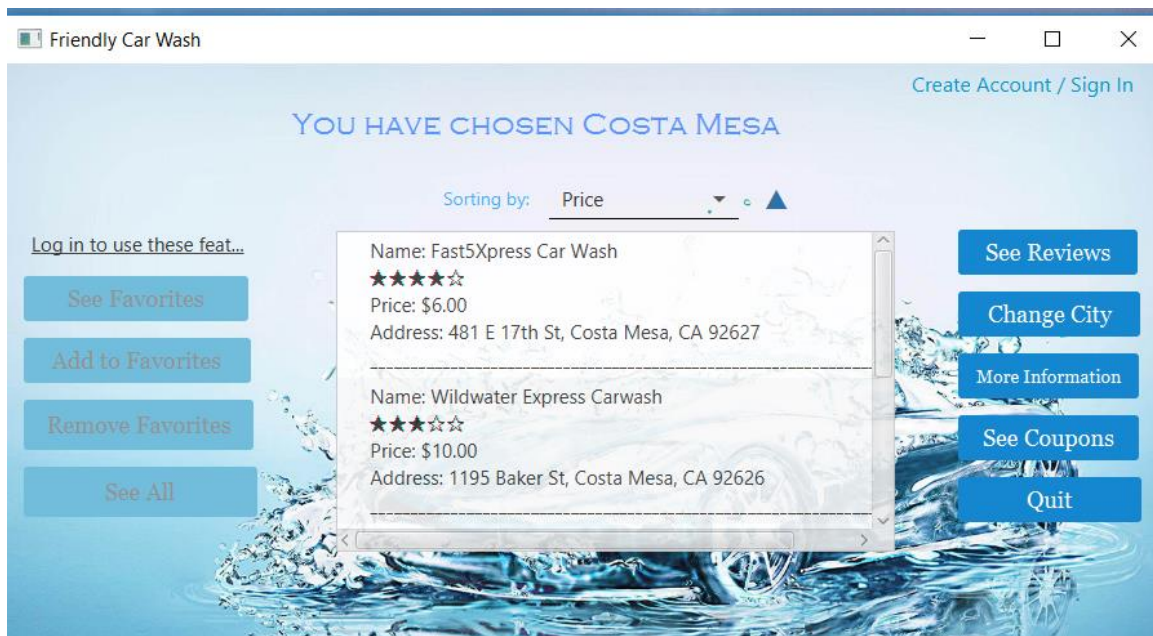 Friendly Car Wash
Create Account / Sign In
You have chosen Costa Mesa
Sorting by: Price
Log in to use these feat...
See Favorites
Add to Favorites
Remove Favorites
See All
Name: Fast5Xpress Car Wash
★★★★☆
Price: $6.00
Address: 481 E 17th St, Costa Mesa, CA 92627
Name: Wildwater Express Carwash
★★★☆☆
Price: $10.00
Address: 1195 Baker St, Costa Mesa, CA 92626
See Reviews
Change City
More Information
See Coupons
Quit